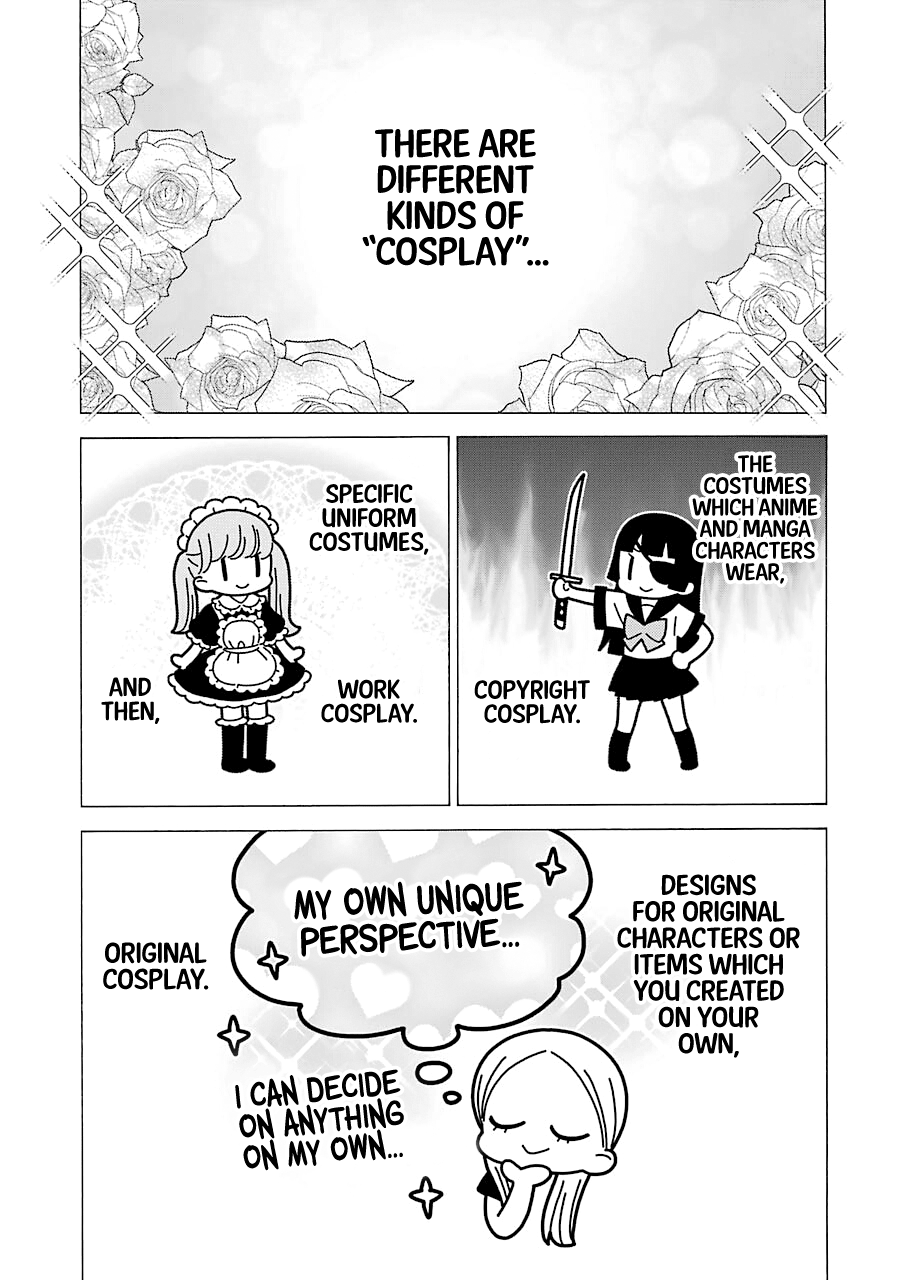 THERE ARE
DIFFERENT
KINDS OF
“COSPLAY”...
THE
COSTUMES
WHICH ANIME
AND MANGA
CHARACTERS
WEAR,
COPYRIGHT
COSPLAY.
SPECIFIC
UNIFORM
COSTUMES,
WORK
COSPLAY.
AND
THEN,
DESIGNS
FOR ORIGINAL
CHARACTERS OR
ITEMS WHICH
YOU CREATED
ON YOUR
OWN,
MY OWN UNIQUE
PERSPECTIVE...
I CAN DECIDE
ON ANYTHING
ON MY OWN...
ORIGINAL
COSPLAY.